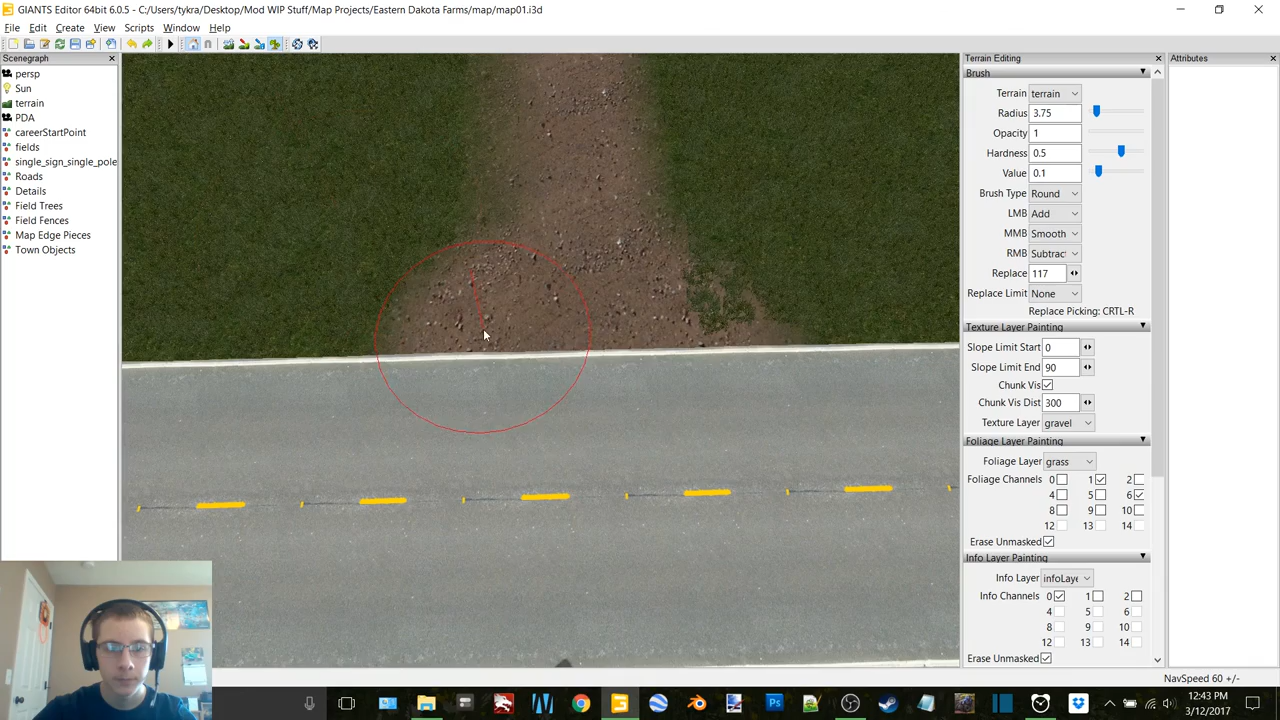 GIANTS Editor 64bit 6.0.5 - C:/Users/tykra/Desktop/Mod WIP Stuff/Map Projects/Eastern Dakota Farms/map/map01.i3d
File Edit Create View Scripts Window Help
Scenegraph
persp
Sun
terrain
PDA
careerStartPoint
fields
single_sign_single_pole
Roads
Details
Field Trees
Field Fences
Map Edge Pieces
Town Objects
Terrain Editing
Brush
Terrain terrain
Radius 3.75
Opacity 1
Hardness 0.5
Value 0.1
Brush Type Round
LMB Add
MMB Smooth
RMB Subtrac
Replace 117
Replace Limit None
Replace Picking: CRTL-R
Texture Layer Painting
Slope Limit Start 0
Slope Limit End 90
Chunk Vis
Chunk Vis Dist 300
Texture Layer gravel
Foliage Layer Painting
Foliage Layer grass
Foliage Channels 0 1 2
4 5 6
8 9 10
12 13 14
Erase Unmasked
Info Layer Painting
Info Layer infoLaye
Info Channels 0 1 2
4 5 6
8 9 10
12 13 14
Erase Unmasked
Attributes
NavSpeed 60 +/-
12:43 PM
3/12/2017